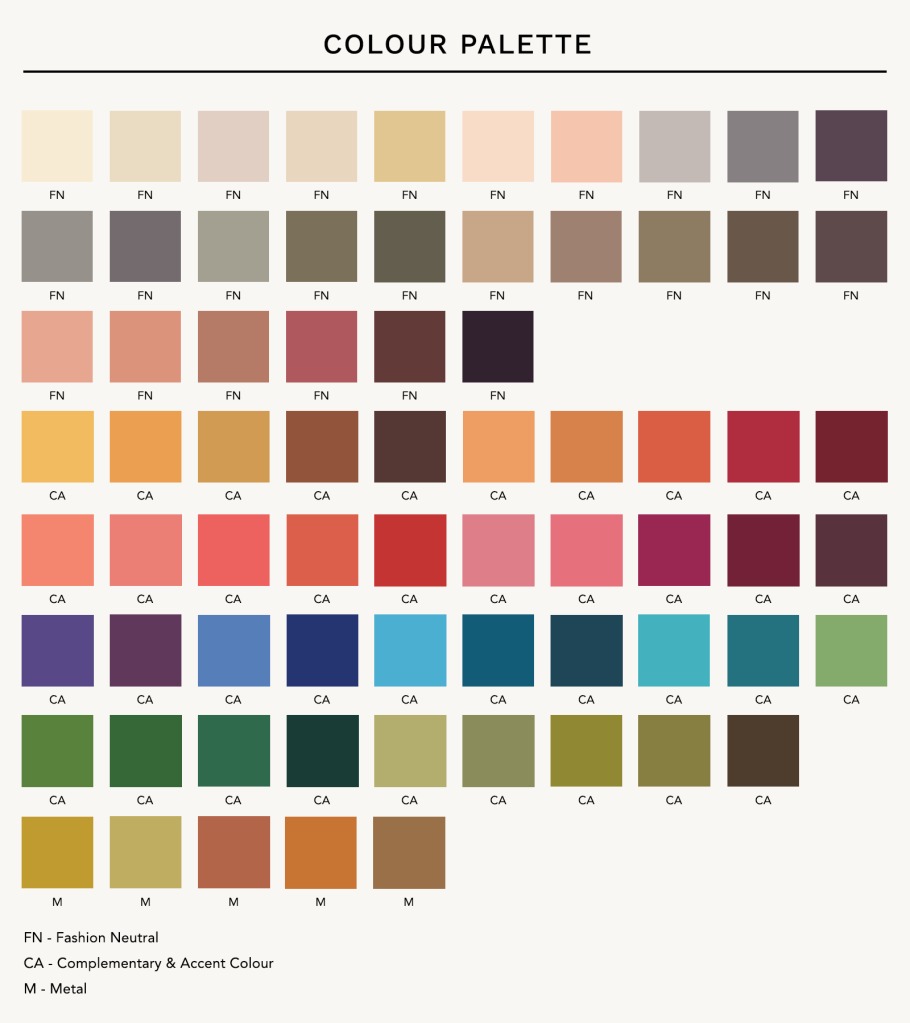 COLOUR PALETTE
FN FN FN FN FN FN FN FN FN FN
FN FN FN FN FN FN FN FN FN FN
FN FN FN FN FN FN
CA CA CA CA CA CA CA CA CA CA
CA CA CA CA CA CA CA CA CA CA
CA CA CA CA CA CA CA CA CA CA
CA CA CA CA CA CA CA CA CA
M M M M M
FN - Fashion Neutral
CA - Complementary & Accent Colour
M - Metal